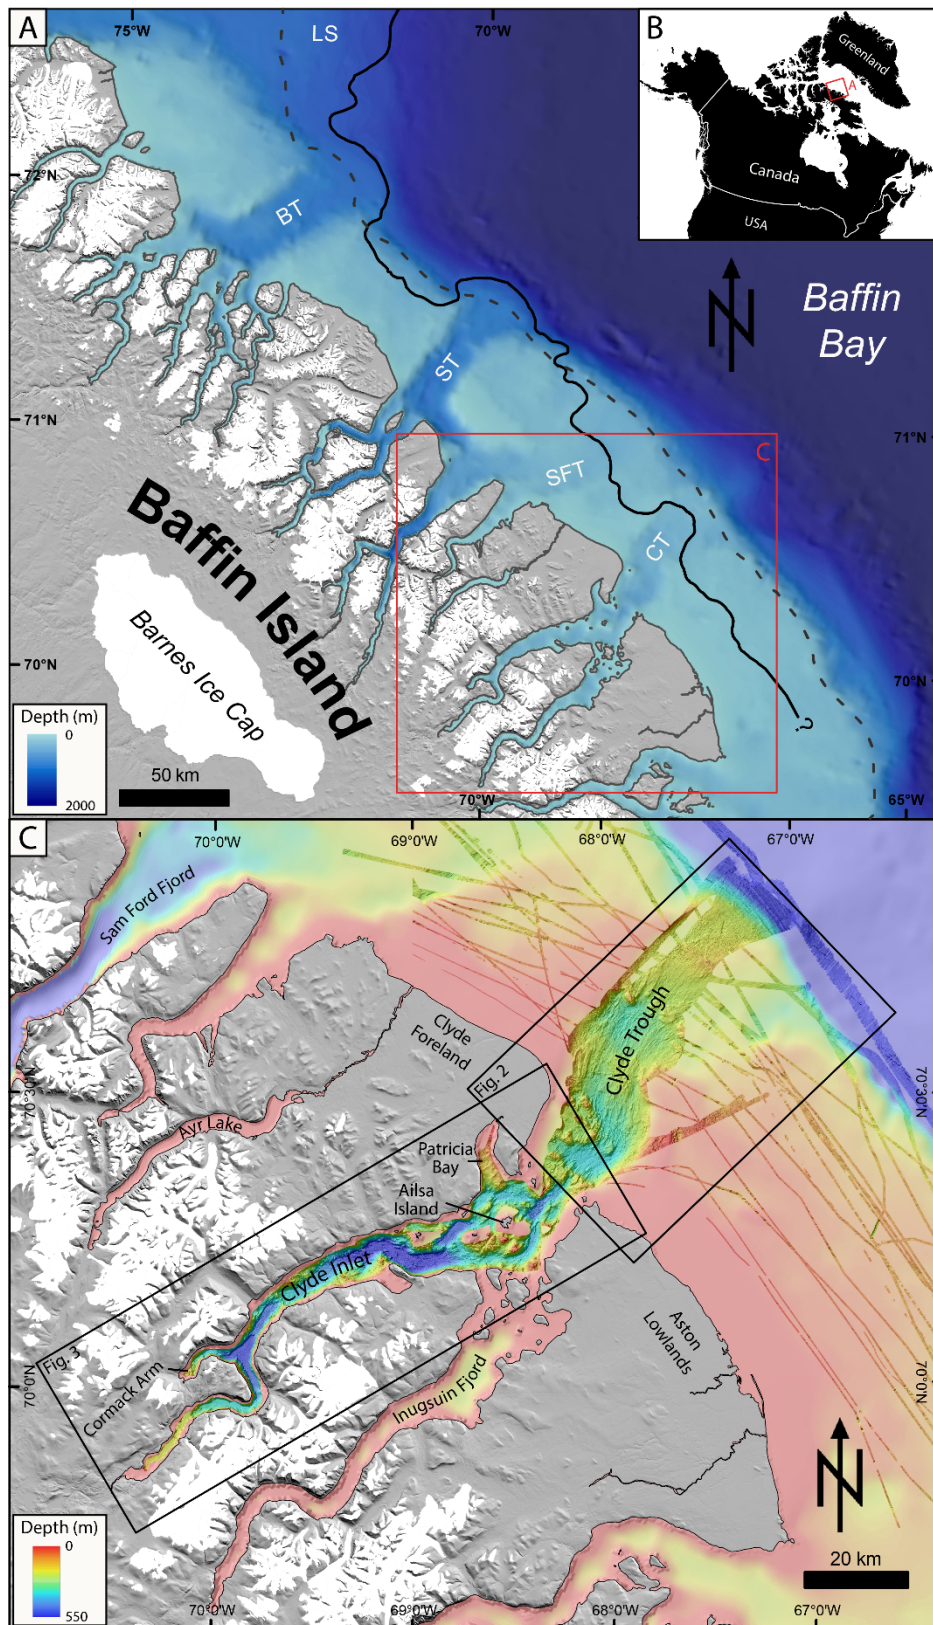 A
75°W
LS
70°W
B
Greenland
A
Canada
USA
72°N
BT
N
Baffin
Bay
ST
71°N
71°N
C
SFT
CT
Baffin Island
Barnes Ice Cap
70°N
70°N
?
Depth (m)
0
2000
50 km
70°W
65°W
C
70°0'W
69°0'W
68°0'W
67°0'W
Sam Ford Fjord
Clyde
Foreland
Clyde Trough
70°30'N
Fig. 2
70°30'N
Ayr Lake
Patricia
Bay
Ailsa
Island
Clyde Inlet
Aston
Lowlands
Fig. 3
Cormack Arm
70°0'N
Inugsuin Fjord
70°0'N
N
Depth (m)
0
550
20 km
70°0'W
69°0'W
68°0'W
67°0'W